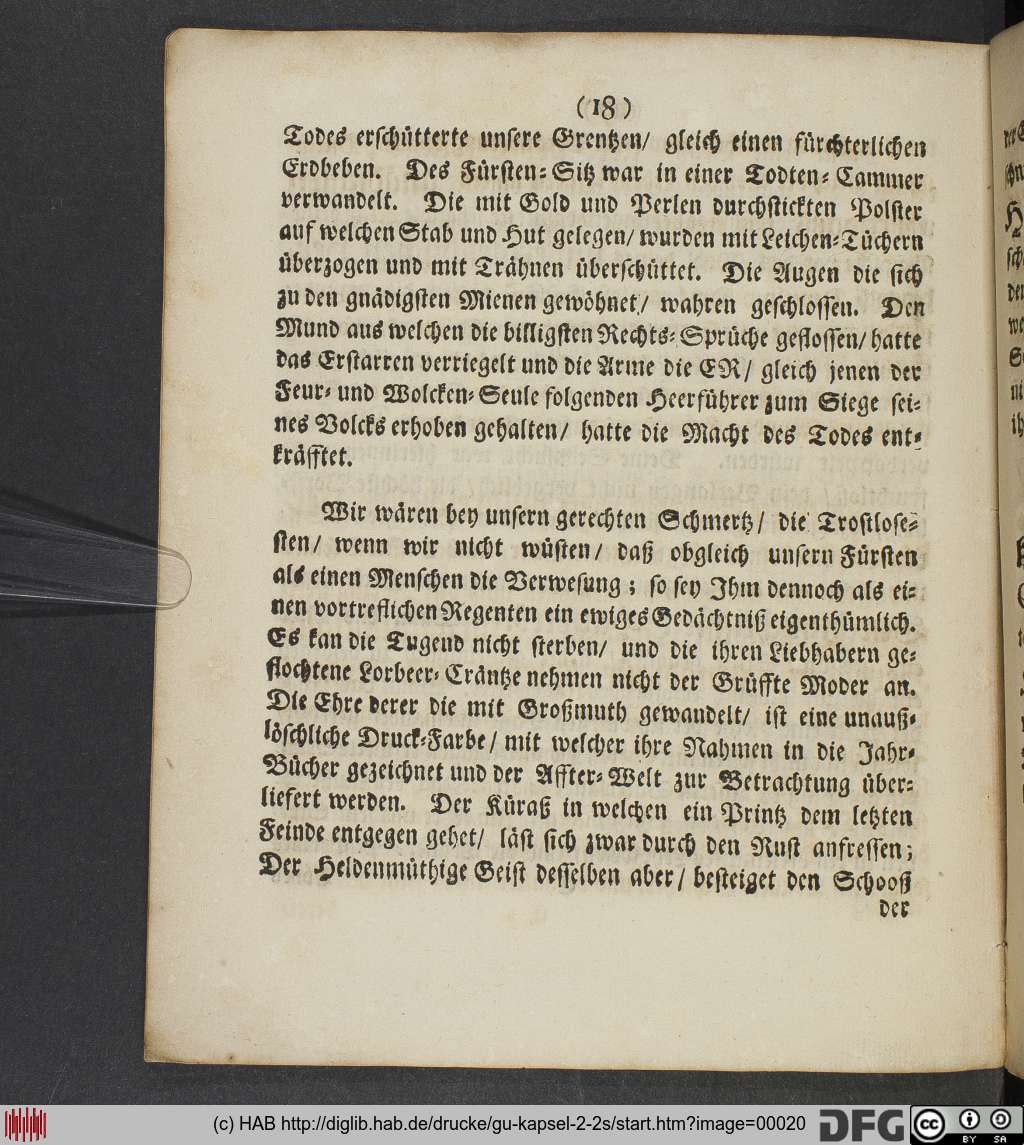 (18)
Todes erschütterte unsere Grentzen/ gleich einen fürchterlichen
Erdbeben. Des Fürsten-Sitz war in einer Todten-Cammer
verwandelt. Die mit Gold und Perlen durchstickten Polster
auf welchen Stab und Hut gelegen/ wurden mit Leichen-Tüchern
überzogen und mit Trähnen überschüttet. Die Augen die sich
zu den gnädigsten Mienen gewöhnet/ wahren geschlossen. Den
Mund aus welchen die billigsten Rechts-Sprüche geflossen/ hatte
das Erstarren verriegelt und die Arme die ER/ gleich jenen der
Feur- und Wolcken-Seule folgenden Heerführer zum Siege sei-
nes Volcks erhoben gehalten/ hatte die Macht des Todes ent-
kräfftet.
Wir wären bey unsern gerechten Schmertz/ die Trostlose-
sten/ wenn wir nicht wüsten/ daß obgleich unsern Fürsten
als einen Menschen die Verwesung; so sey Ihm dennoch als ei-
nen vortreflichen Regenten ein ewiges Gedächtniß eigenthümlich.
Es kan die Tugend nicht sterben/ und die ihren Liebhabern ge-
flochtene Lorbeer-Cräntze nehmen nicht der Grüffte Moder an.
Die Ehre derer die mit Großmuth gewandelt/ ist eine unauß-
löschliche Druck-Farbe/ mit welcher ihre Nahmen in die Jahr-
Bücher gezeichnet und der Affter-Welt zur Betrachtung über-
liefert werden. Der Küraß in welchen ein Printz dem letzten
Feinde entgegen gehet/ läst sich zwar durch den Rust anfressen;
Der Heldenmüthige Geist desselben aber/ besteiget den Schooß
der
(c) HAB http://diglib.hab.de/drucke/gu-kapsel-2-2s/start.htm?image=00020
DFG
cc
BY SA